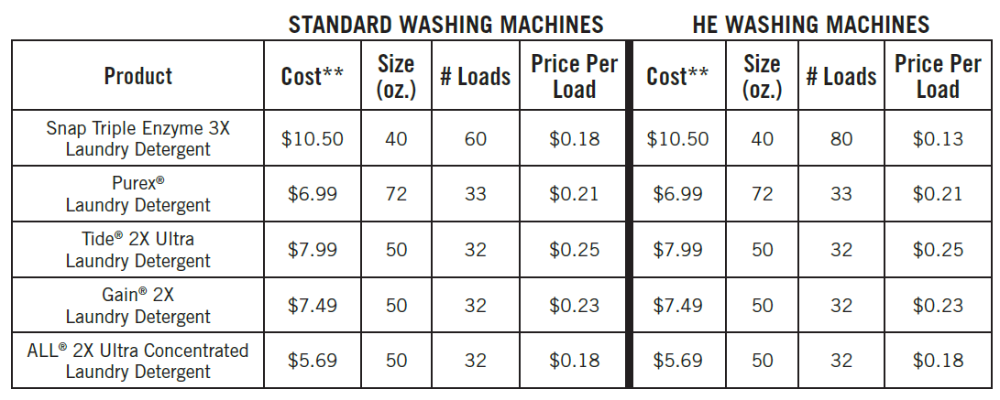 STANDARD WASHING MACHINES HE WASHING MACHINES
Product Cost** Size (oz.) # Loads Price Per Load Cost** Size (oz.) # Loads Price Per Load
Snap Triple Enzyme 3X
Laundry Detergent $10.50 40 60 $0.18 $10.50 40 80 $0.13
Purex®
Laundry Detergent $6.99 72 33 $0.21 $6.99 72 33 $0.21
Tide® 2X Ultra
Laundry Detergent $7.99 50 32 $0.25 $7.99 50 32 $0.25
Gain® 2X
Laundry Detergent $7.49 50 32 $0.23 $7.49 50 32 $0.23
ALL® 2X Ultra Concentrated
Laundry Detergent $5.69 50 32 $0.18 $5.69 50 32 $0.18